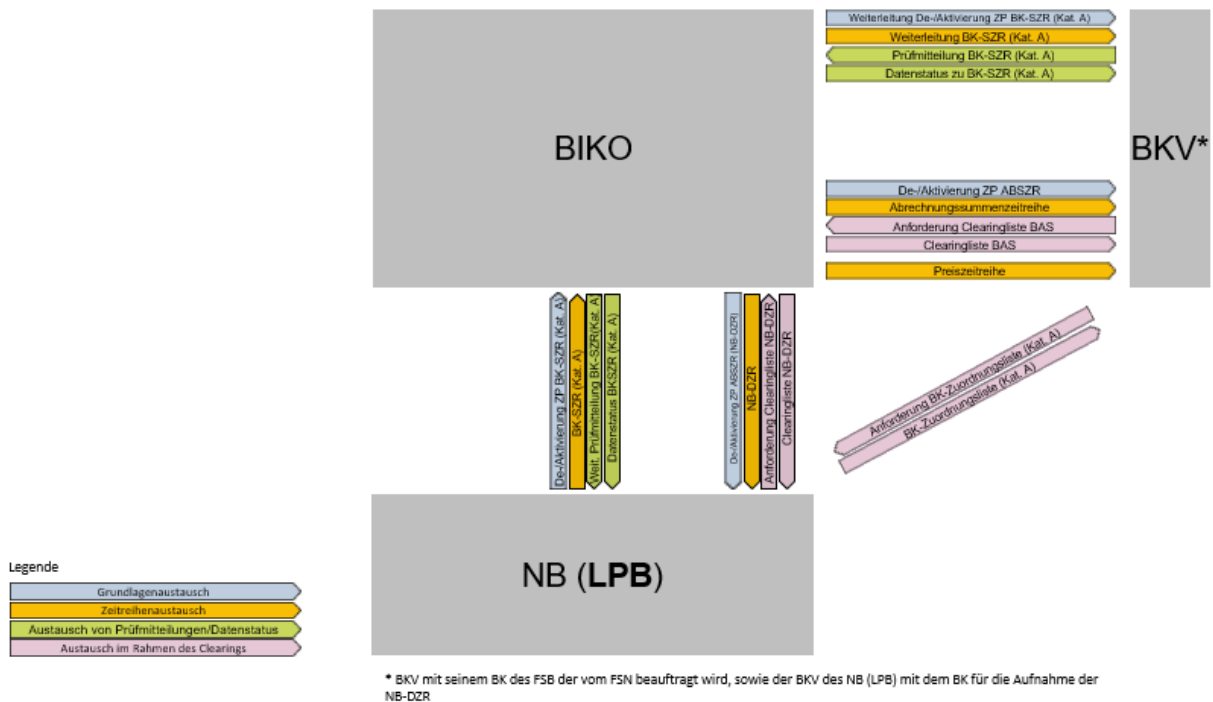 Weiterleitung De-/Aktivierung ZP BK-SZR (Kat. A)
Weiterleitung BK-SZR (Kat. A)
Prüfmitteilung BK-SZR (Kat. A)
Datenstatus zu BK-SZR (Kat. A)
BIKO
BKV*
De-/Aktivierung ZP ABSZR
Abrechnungssummenzeitreihe
Anforderung Clearingliste BAS
Clearingliste BAS
Preiszeitreihe
De-/Aktivierung ZP BK-SZR (Kat. A)
BK-SZR (Kat. A)
Weit. Prüfmitteilung BK-SZR(Kat. A)
Datenstatus BKSZR (Kat. A)
De-/Aktivierung ZP ABSZR (NB-DZR)
NB-DZR
Anforderung Clearingliste NB-DZR
Clearingliste NB-DZR
Anforderung BK-Zuordnungsliste (Kat. A)
BK-Zuordnungsliste (Kat. A)
NB (LPB)
Legende
Grundlagenaustausch
Zeitreihenaustausch
Austausch von Prüfmitteilungen/Datenstatus
Austausch im Rahmen des Clearings
* BKV mit seinem BK des FSB der vom FSN beauftragt wird, sowie der BKV des NB (LPB) mit dem BK für die Aufnahme der
NB-DZR